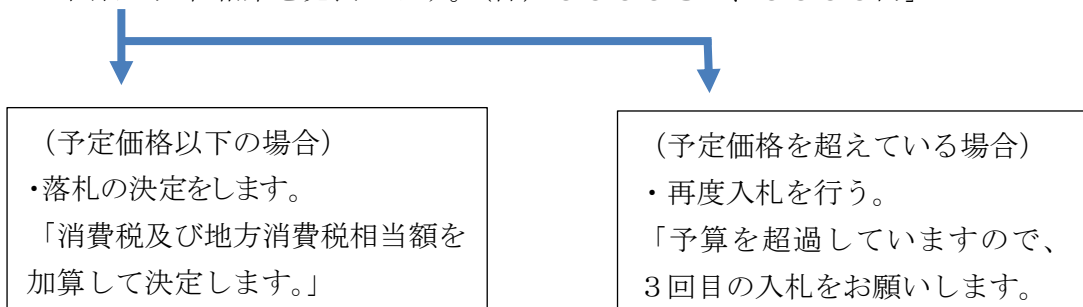 (予定価格以下の場合)
・落札の決定をします。
「消費税及び地方消費税相当額を
加算して決定します。」
(予定価格を超えている場合)
・再度入札を行う。
「予算を超過していますので、
3回目の入札をお願いします。